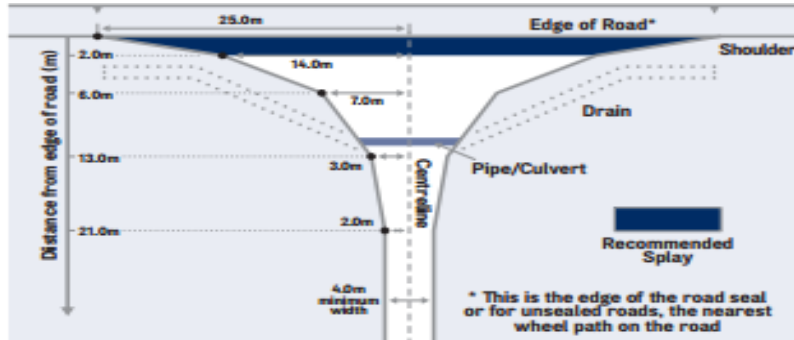 25.0m
Edge of Road*
2.0m
Shoulder
14.0m
6.0m
7.0m
Drain
13.0m
3.0m
Pipe/Culvert
Centreline
Distance from edge of road (m)
21.0m
2.0m
Recommended
Splay
4.0m
minimum
width
* This is the edge of the road seal
or for unsealed roads, the nearest
wheel path on the road